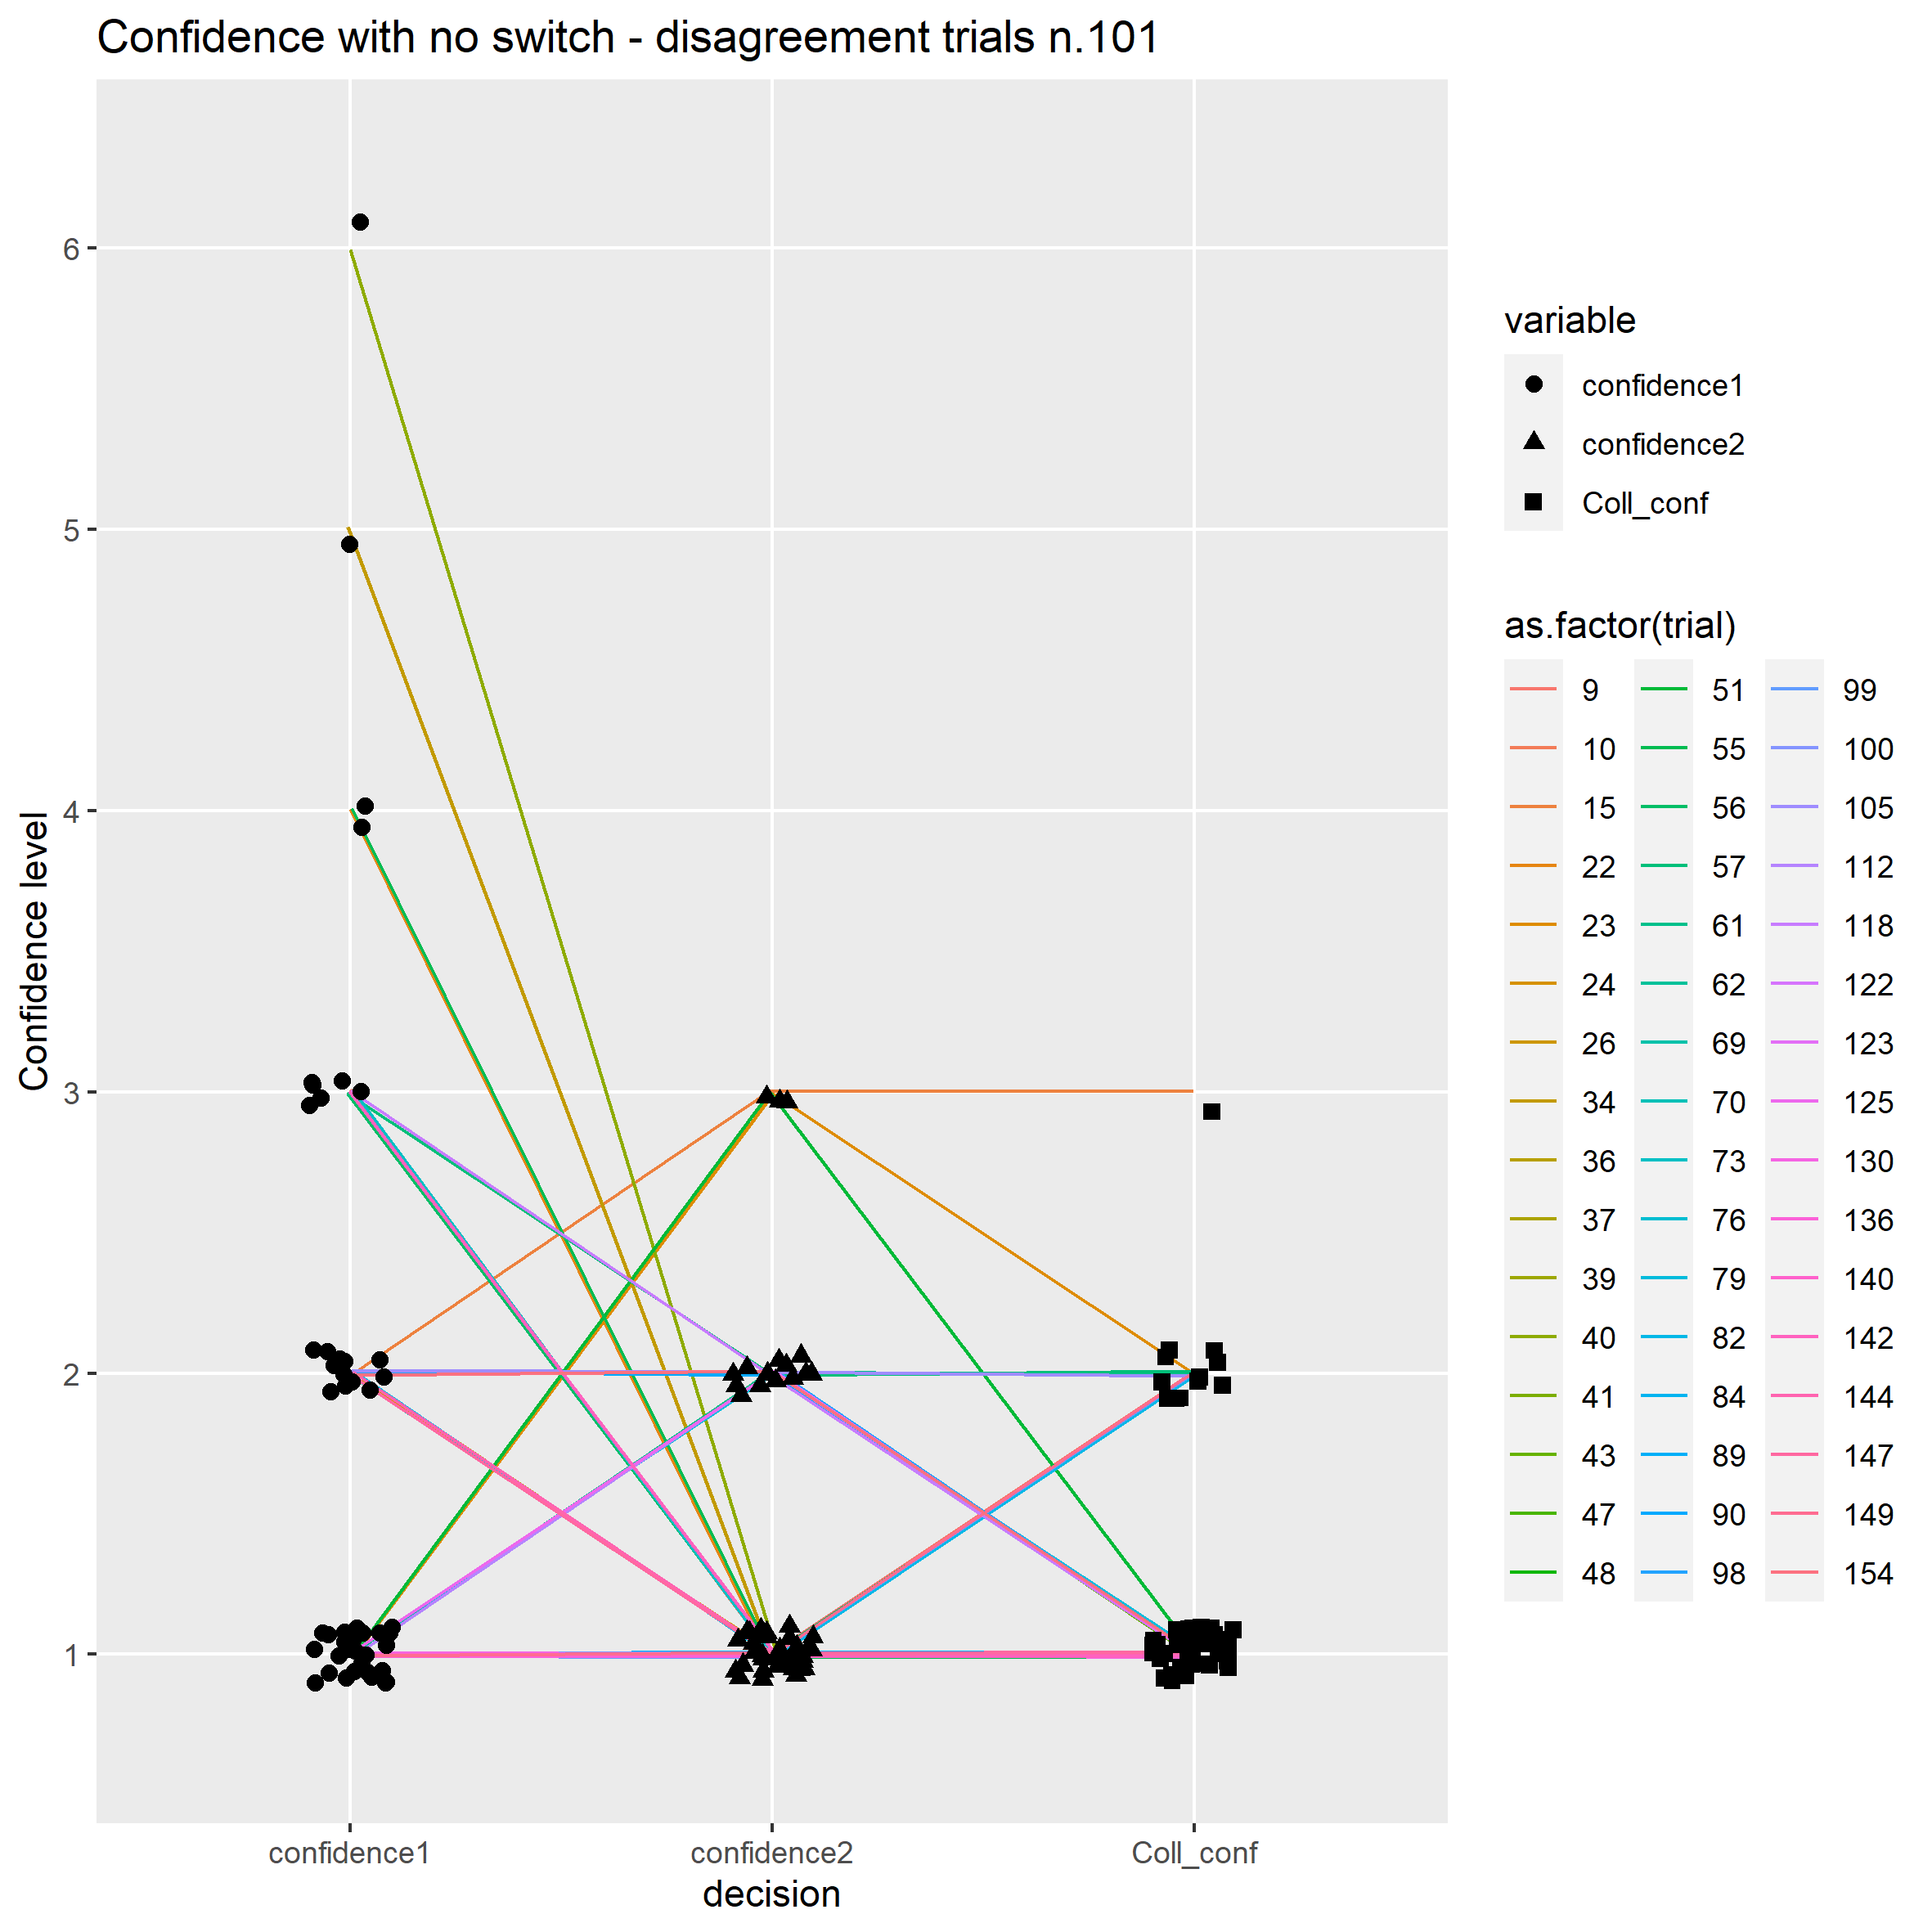 Confidence with no switch - disagreement trials n.101
Confidence level
6
5
4
3
2
1
confidence1 confidence2 Coll_conf
decision
variable
confidence1
confidence2
Coll_conf
as.factor(trial)
9 51 99
10 55 100
15 56 105
22 57 112
23 61 118
24 62 122
26 69 123
34 70 125
36 73 130
37 76 136
39 79 140
40 82 142
41 84 144
43 89 147
47 90 149
48 98 154